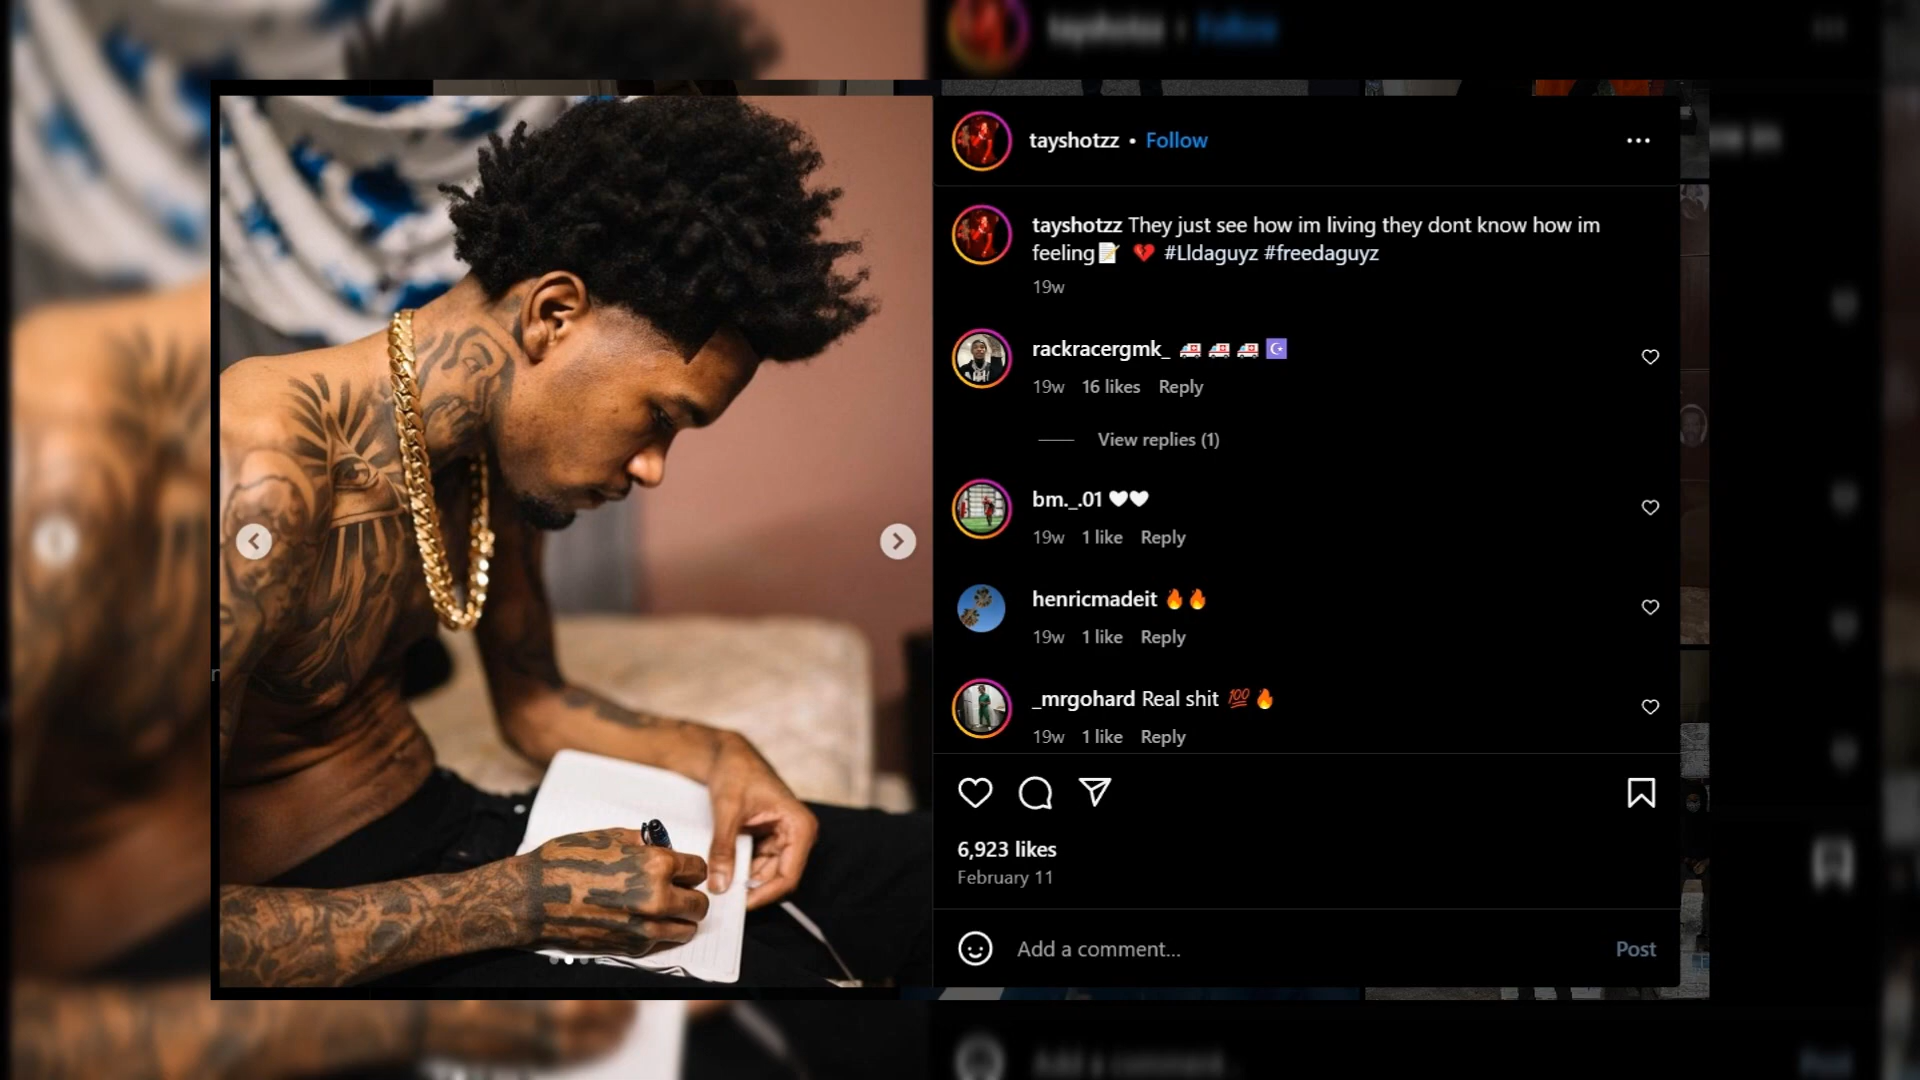 tayshotzz • Follow
tayshotzz They just see how im living they dont know how im
feeling📝 💔 #Lldaguyz #freedaguyz
19w
rackracergmk_ 🚑 🚑 🚑 ☪️
19w 16 likes Reply
View replies (1)
bm._.01 🤍🤍
19w 1 like Reply
henricmadeit 🔥🔥
19w 1 like Reply
_mrgohard Real shit 💯🔥
19w 1 like Reply
6,923 likes
February 11
Add a comment...
Post